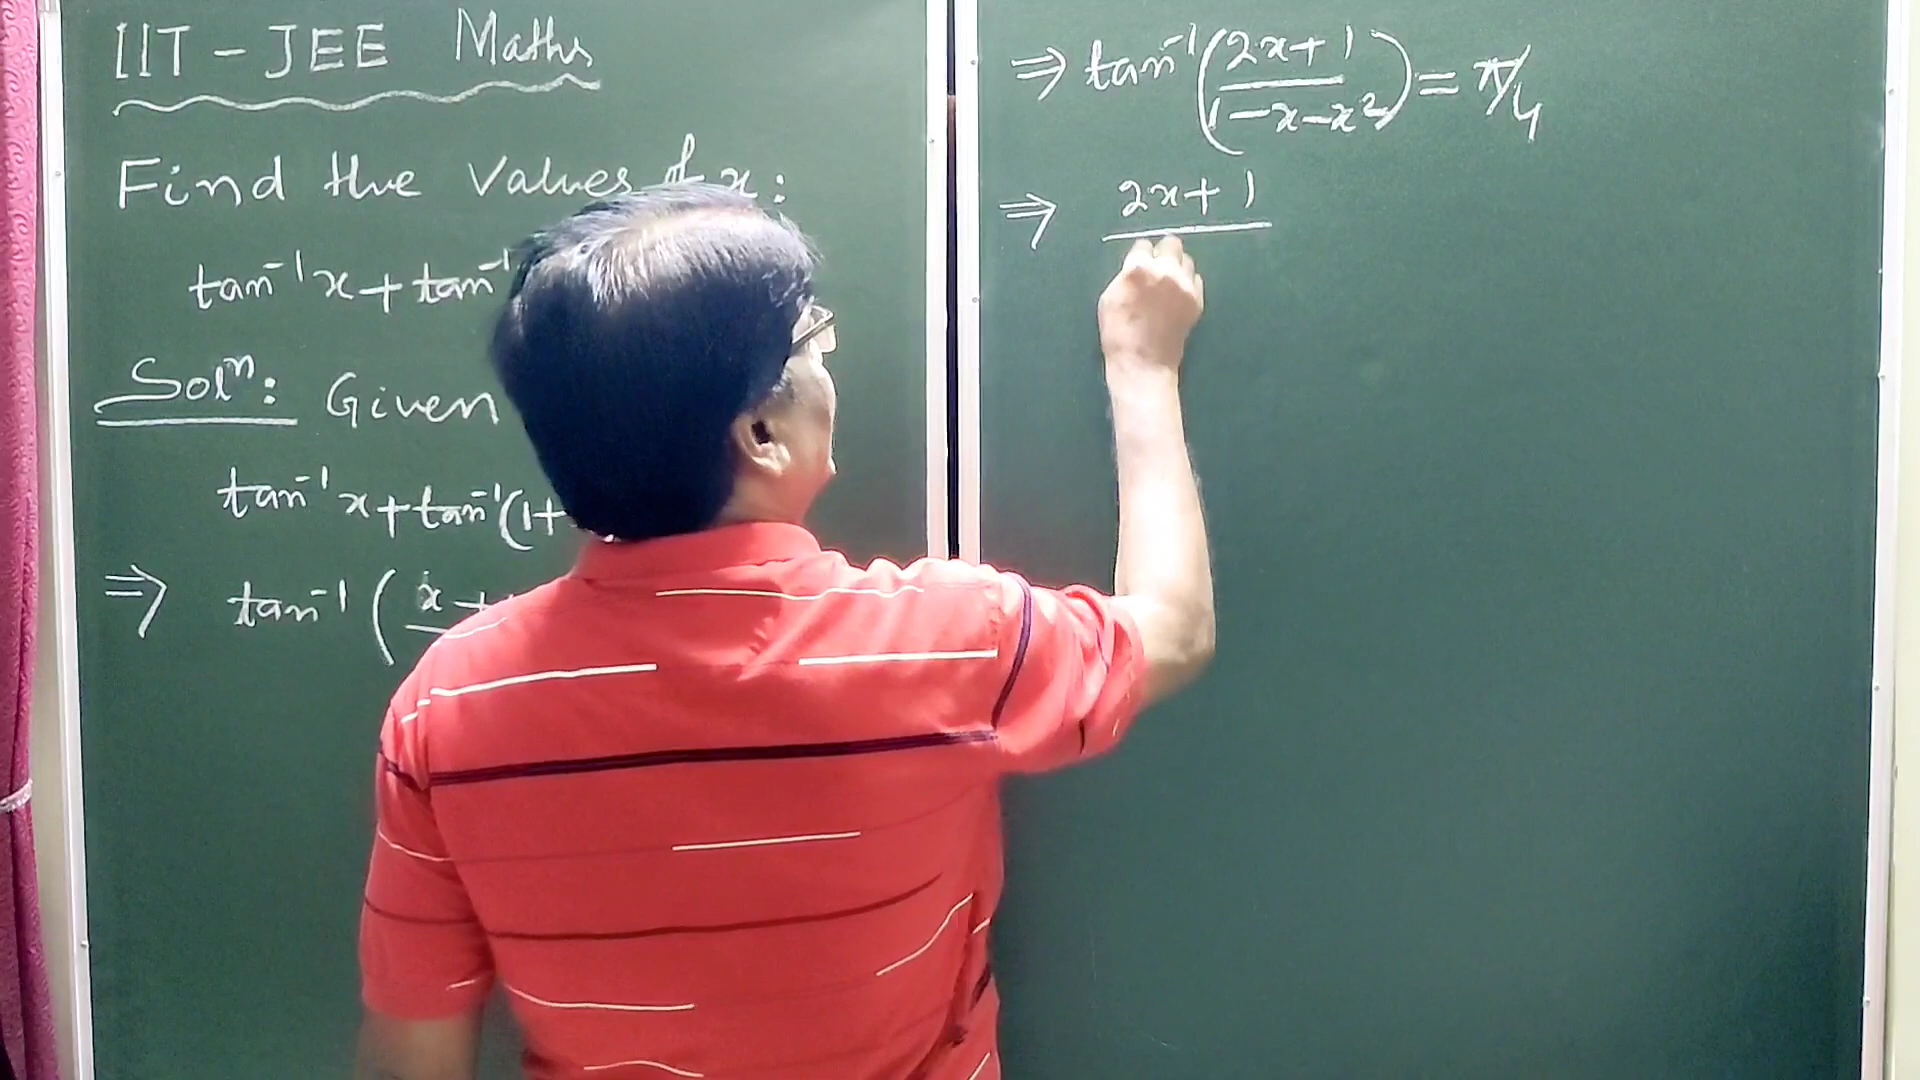 IIT - JEE Maths
Find the Values of x :
tan⁻¹x + tan⁻¹
Solⁿ: Given
tan⁻¹x + tan⁻¹(1+
⇒ tan⁻¹ ( x +
⇒ tan⁻¹ ( 2x+1 / 1-x-x² ) = π/4
⇒ 2x+1